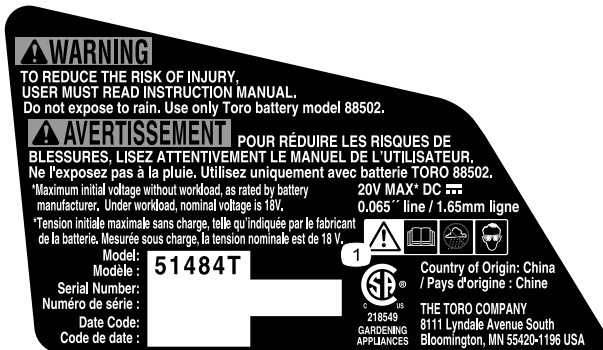 WARNING
TO REDUCE THE RISK OF INJURY,
USER MUST READ INSTRUCTION MANUAL.
Do not expose to rain. Use only Toro battery model 88502.
AVERTISSEMENT POUR RÉDUIRE LES RISQUES DE
BLESSURES, LISEZ ATTENTIVEMENT LE MANUEL DE L'UTILISATEUR.
Ne l'exposez pas à la pluie. Utilisez uniquement avec batterie TORO 88502.
*Maximum initial voltage without workload, as rated by battery
manufacturer. Under workload, nominal voltage is 18V.
*Tension initiale maximale sans charge, telle qu'indiquée par le fabricant
de la batterie. Mesurée sous charge, la tension nominale est de 18 V.
20V MAX* DC
0.065´´ line / 1.65mm ligne
1
Model:
Modèle :
51484T
Serial Number:
Numéro de série :
Date Code:
Code de date :
SA ®
C US
218549
GARDENING
APPLIANCES
Country of Origin: China
/ Pays d'origine : Chine
THE TORO COMPANY
8111 Lyndale Avenue South
Bloomington, MN 55420-1196 USA